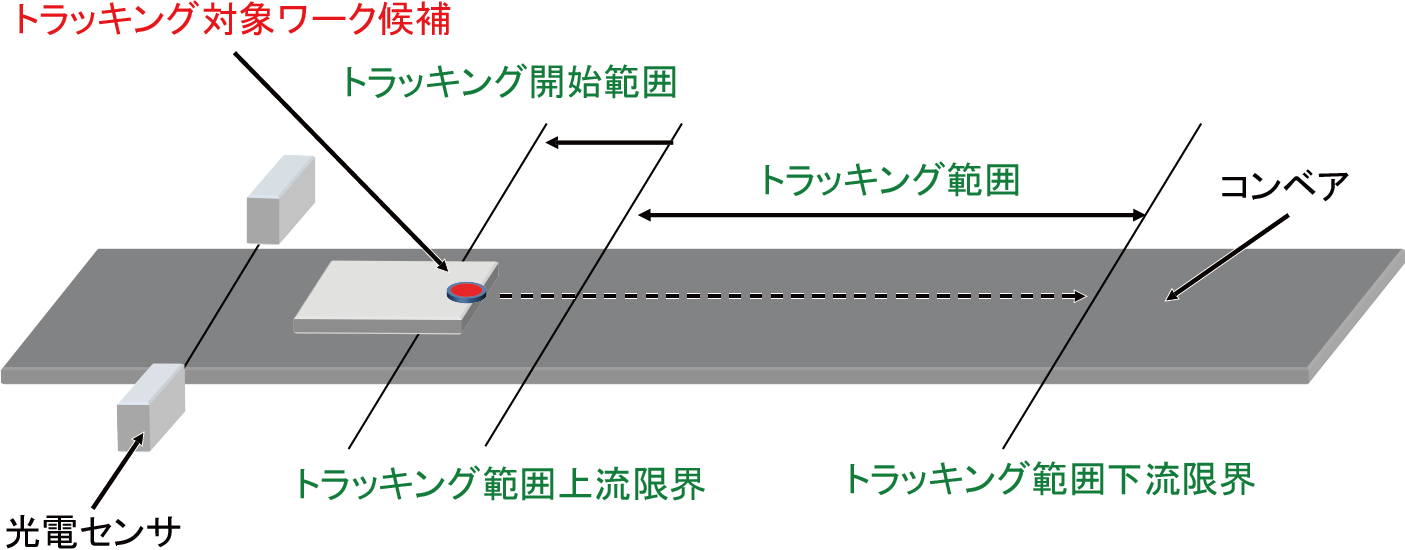 トラッキング対象ワーク候補
トラッキング開始範囲
トラッキング範囲
コンベア
トラッキング範囲上流限界
トラッキング範囲下流限界
光電センサ